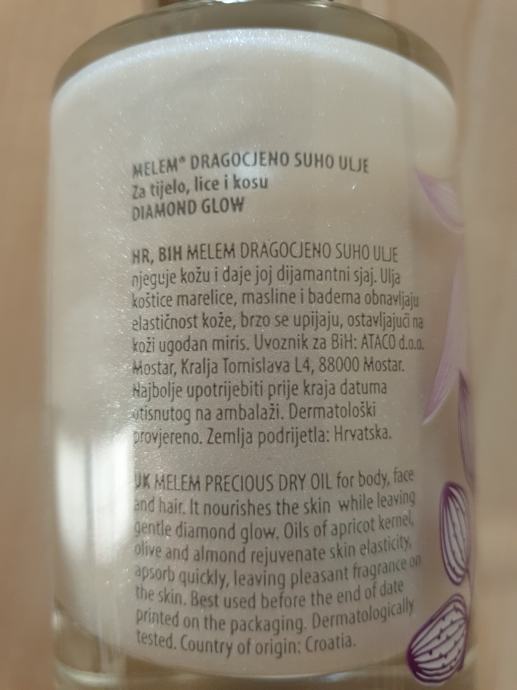 MELEM® DRAGOCJENO SUHO ULJE
Za tijelo, lice i kosu
DIAMOND GLOW
HR, BIH MELEM DRAGOCJENO SUHO ULJE
njeguje kožu i daje joj dijamantni sjaj. Ulja
koštice marelice, masline i badema obnavljaju
elastičnost kože, brzo se upijaju, ostavljajući na
koži ugodan miris. Uvoznik za BiH: ATACO d.o.o.
Mostar, Kralja Tomislava L4, 88000 Mostar.
Najbolje upotrijebiti prije kraja datuma
otisnutog na ambalaži. Dermatološki
provjereno. Zemlja podrijetla: Hrvatska.
UK MELEM PRECIOUS DRY OIL for body, face
and hair. It nourishes the skin while leaving
gentle diamond glow. Oils of apricot kernel,
olive and almond rejuvenate skin elasticity,
apsorb quickly, leaving pleasant fragrance on
the skin. Best used before the end of date
printed on the packaging. Dermatologically
tested. Country of origin: Croatia.